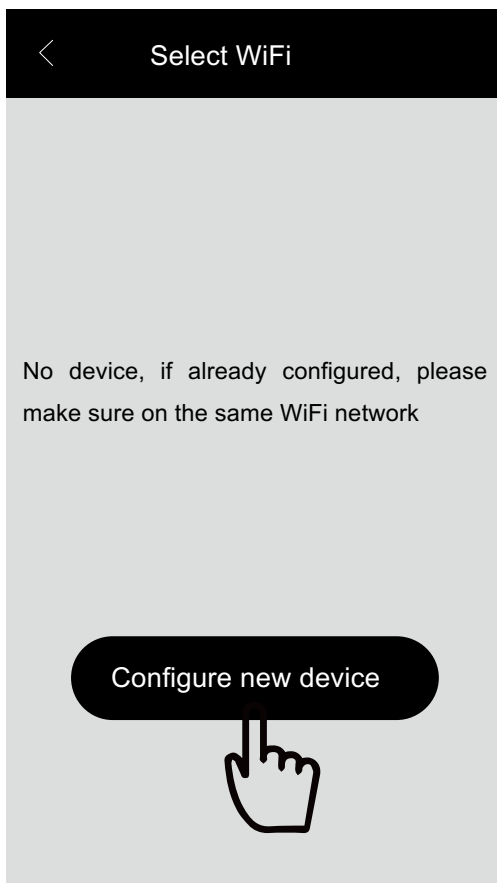 Select WiFi
No device, if already configured, please
make sure on the same WiFi network
Configure new device